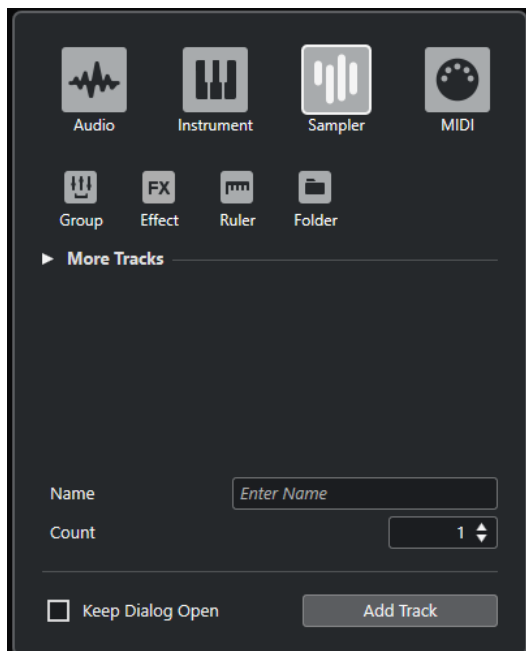 Audio Instrument Sampler MIDI
FX
Group Effect Ruler Folder
More Tracks
Name Enter Name
Count 1
Keep Dialog Open Add Track